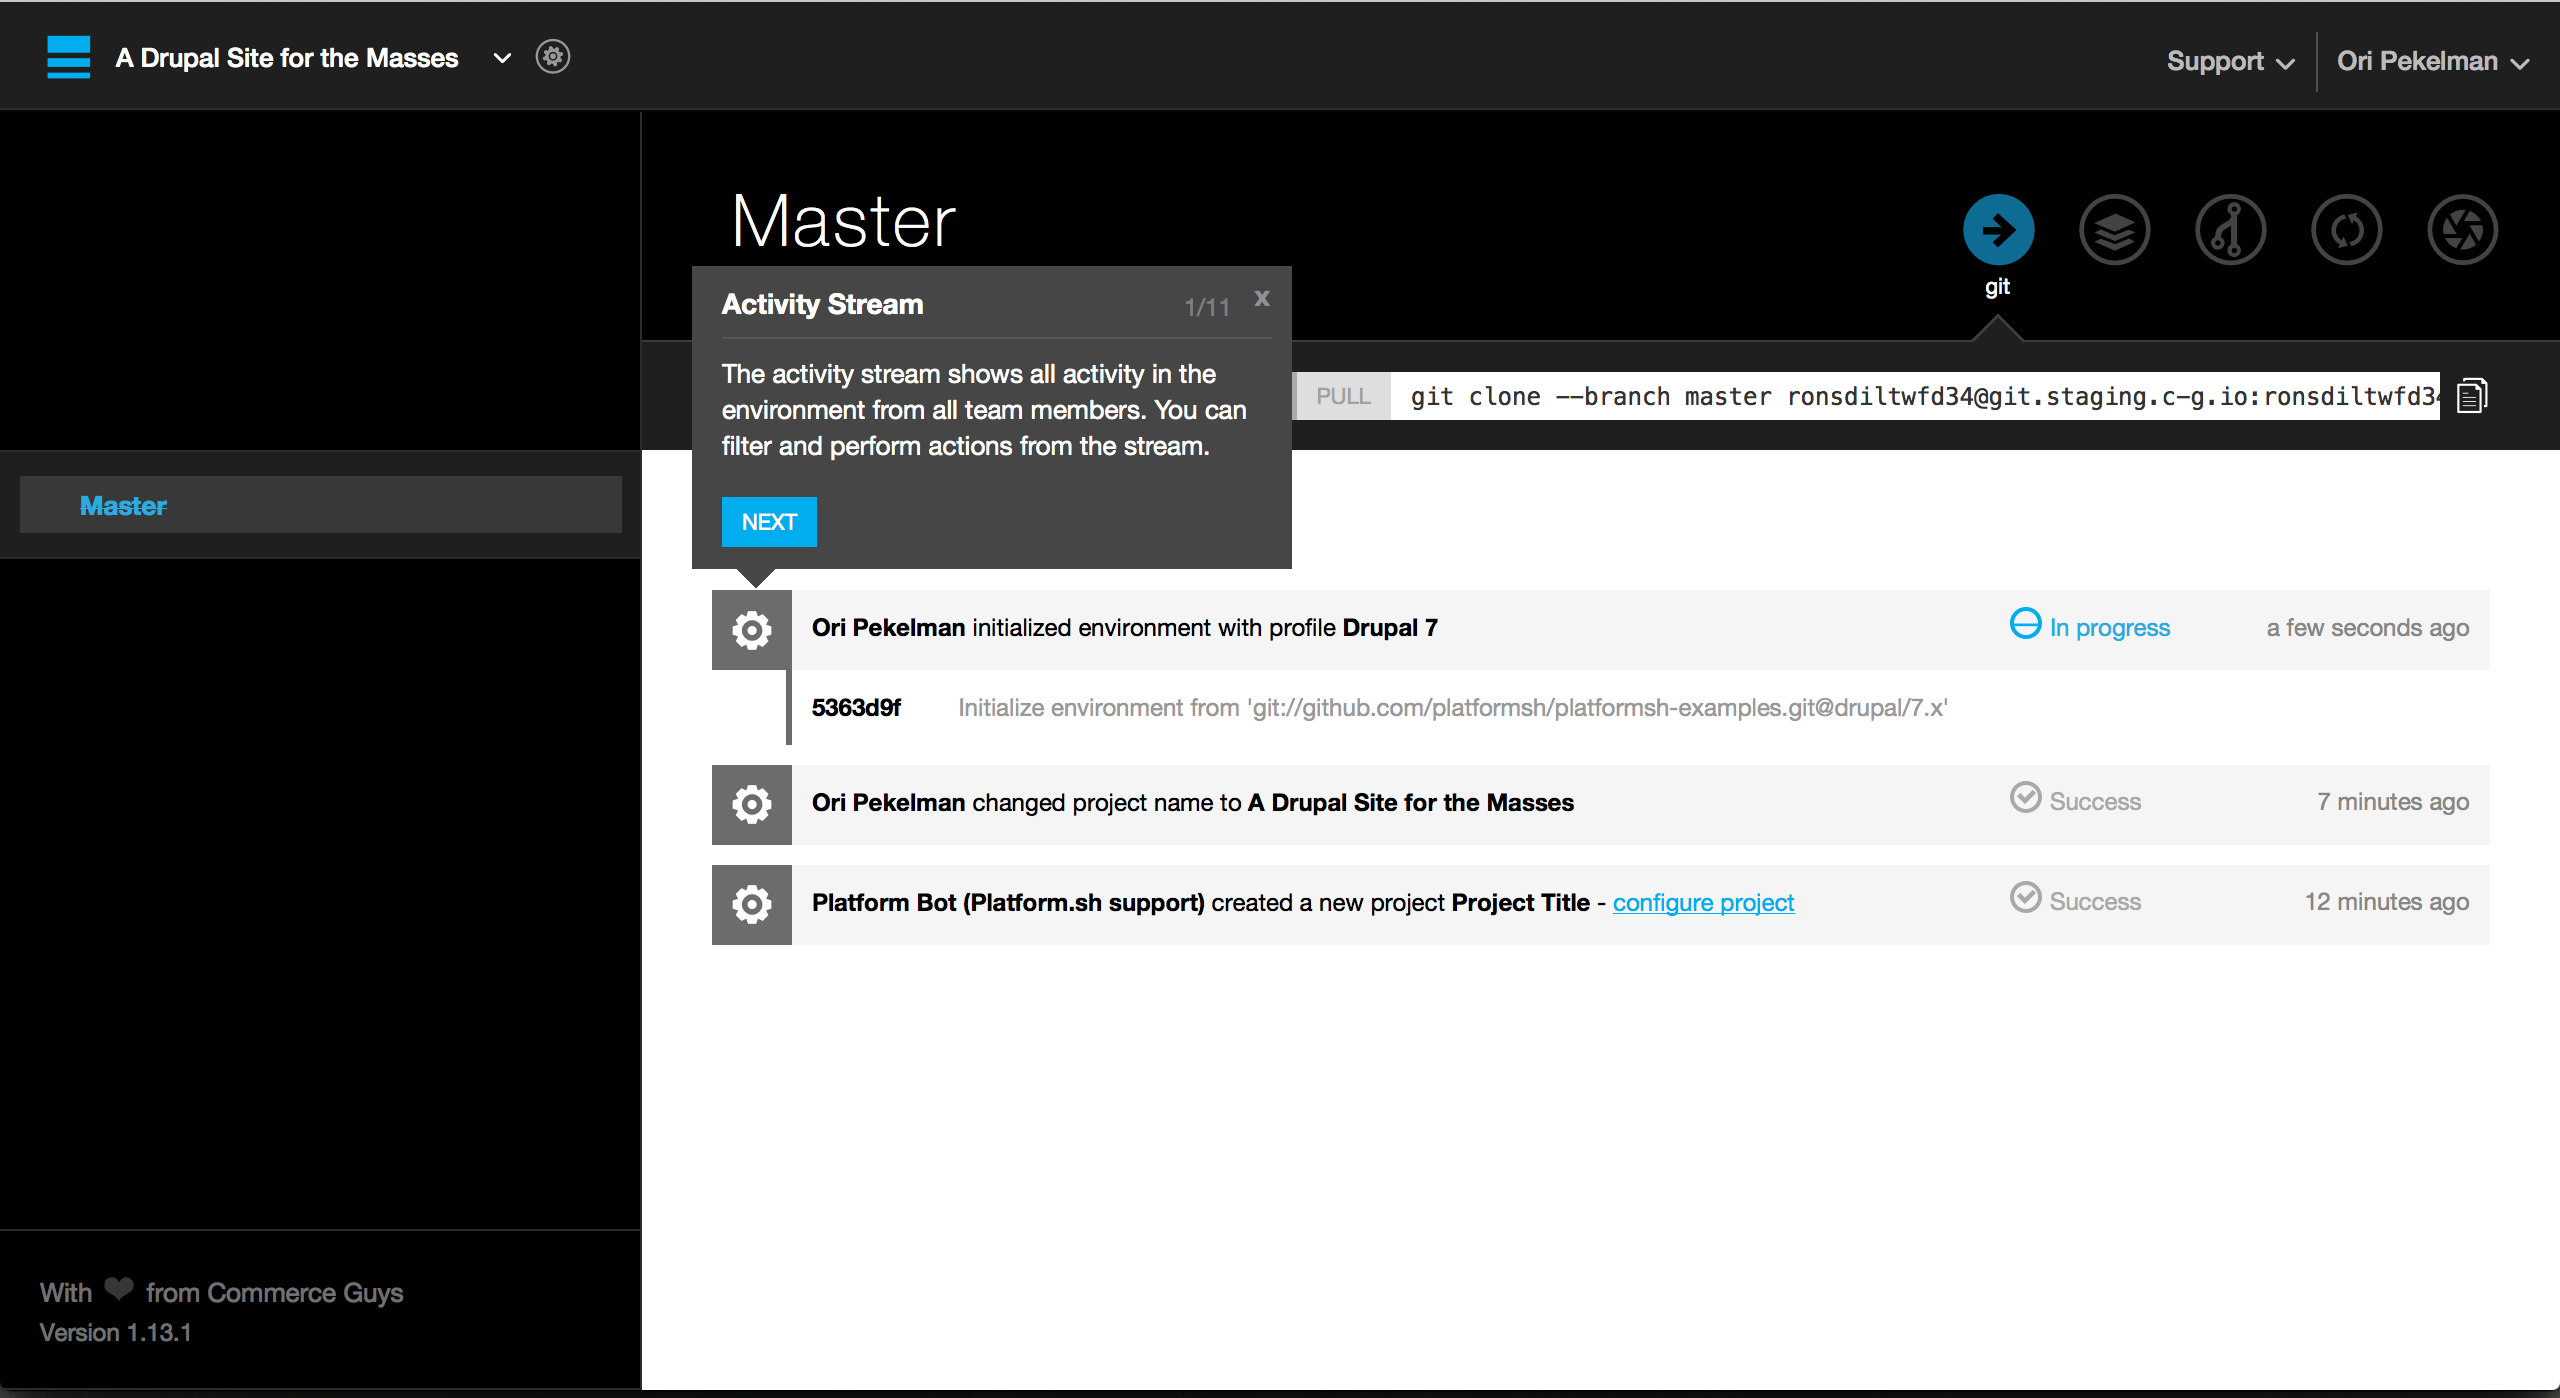 A Drupal Site for the Masses
Support
Ori Pekelman
Master
git
Activity Stream 1/11 x
The activity stream shows all activity in the
environment from all team members. You can
filter and perform actions from the stream.
NEXT
PULL git clone --branch master ronsdiltwfd34@git.staging.c-g.io:ronsdiltwfd34
Master
Ori Pekelman initialized environment with profile Drupal 7 In progress a few seconds ago
5363d9f Initialize environment from 'git://github.com/platformsh/platformsh-examples.git@drupal/7.x'
Ori Pekelman changed project name to A Drupal Site for the Masses Success 7 minutes ago
Platform Bot (Platform.sh support) created a new project Project Title - configure project Success 12 minutes ago
With ❤ from Commerce Guys
Version 1.13.1